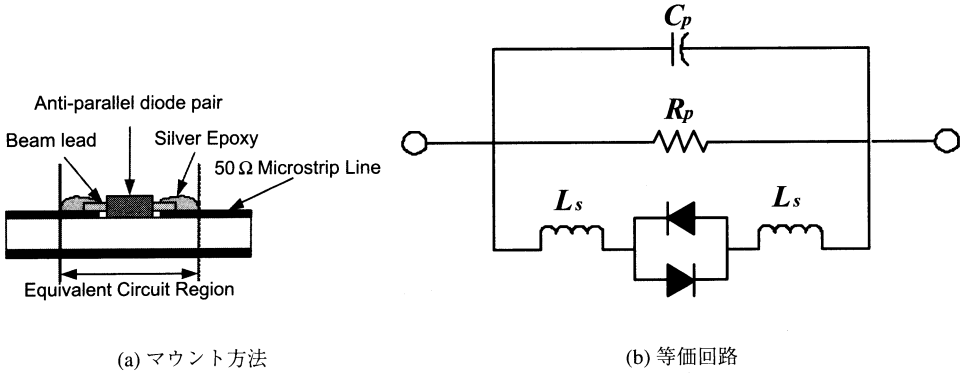 Anti-parallel diode pair
Beam lead
Silver Epoxy
50 Ω Microstrip Line
Equivalent Circuit Region
(a) マウント方法
Cp
Rp
Ls
Ls
(b) 等価回路